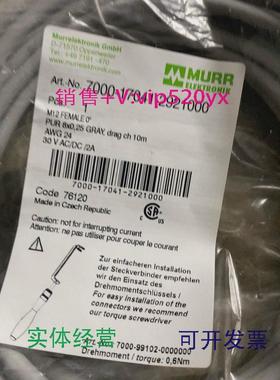 Murrelektronik GmbH
D-71570 Oppenweiler
MURR
ELEKTRONIK
Art.-No. 7000-17041-2921000
销售+V:vip520yx
M12 FEMALE 0°
PUR 8x0,25 GRAY, drag ch 10m
AWG 24
30 V AC/DC /2A
7000-17041-2921000
Code 76120
Made in Czech Republic
Caution: not for interrupting current
Attention: ne pas utiliser pour couper le courant
Zur einfacheren Installation
der Steckverbinder empfehlen
wir den Einsatz des
Drehmomentschlüssels /
For easy installation of the
connectors we recommend
our torque screwdriver
实体经营
可开发票
Art.-No. 7000-99102-0000000
Drehmoment / torque: 0,6Nm